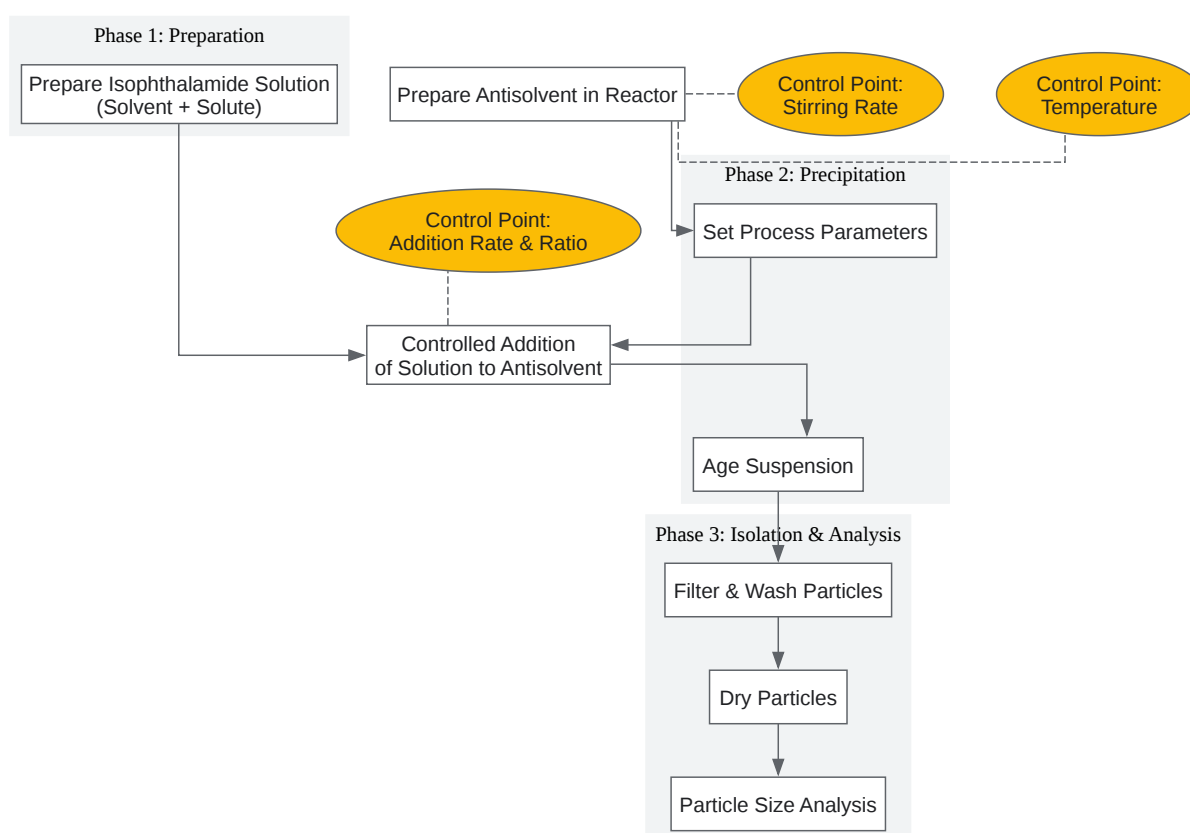 Phase 1: Preparation
Prepare Isophthalamide Solution
(Solvent + Solute)
Prepare Antisolvent in Reactor
Control Point:
Stirring Rate
Control Point:
Temperature
Phase 2: Precipitation
Control Point:
Addition Rate & Ratio
Set Process Parameters
Controlled Addition
of Solution to Antisolvent
Age Suspension
Phase 3: Isolation & Analysis
Filter & Wash Particles
Dry Particles
Particle Size Analysis